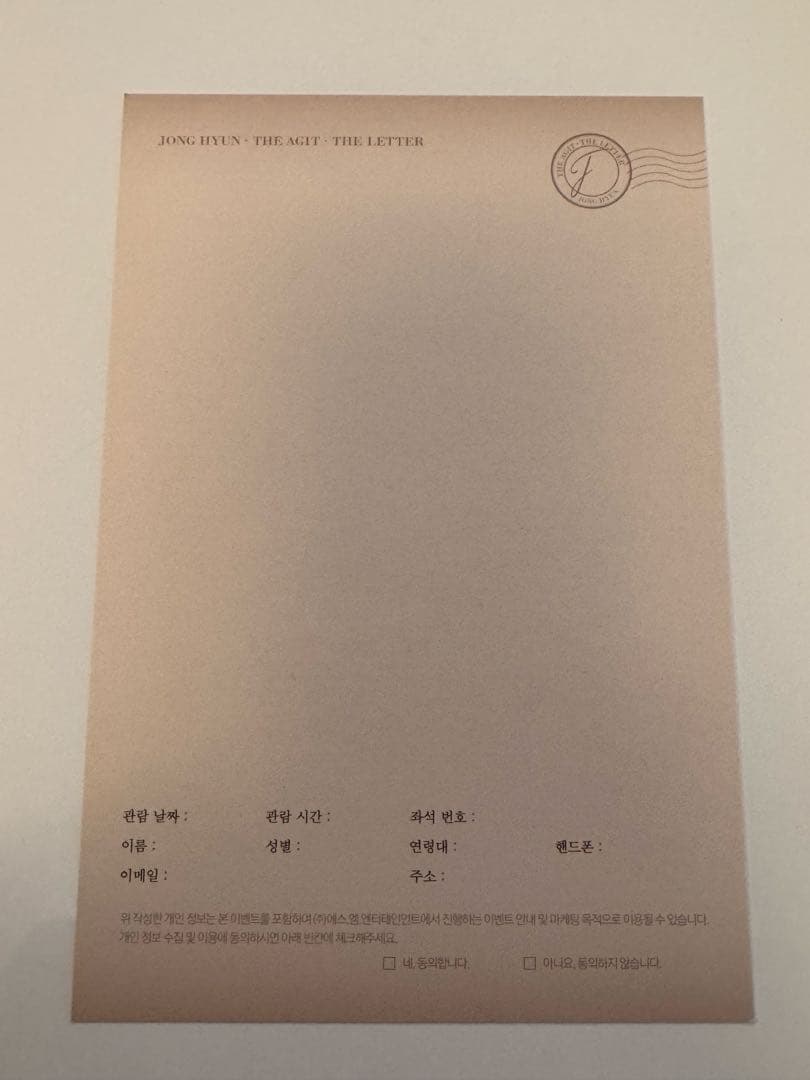 JONG HYUN · THE AGIT · THE LETTER
THE AGIT · THE LETTER
J
JONG HYUN
관람 날짜 : 관람 시간 : 좌석 번호 :
이름 : 성별 : 연령대 : 핸드폰 :
이메일 : 주소 :
위 작성한 개인 정보는 본 이벤트를 포함하여 (주)에스.엠.엔터테인먼트에서 진행하는 이벤트 안내 및 마케팅 목적으로 이용될 수 있습니다.
개인 정보 수집 및 이용에 동의하시면 아래 빈칸에 체크해주세요.
☐ 네, 동의합니다. ☐ 아니요, 동의하지 않습니다.